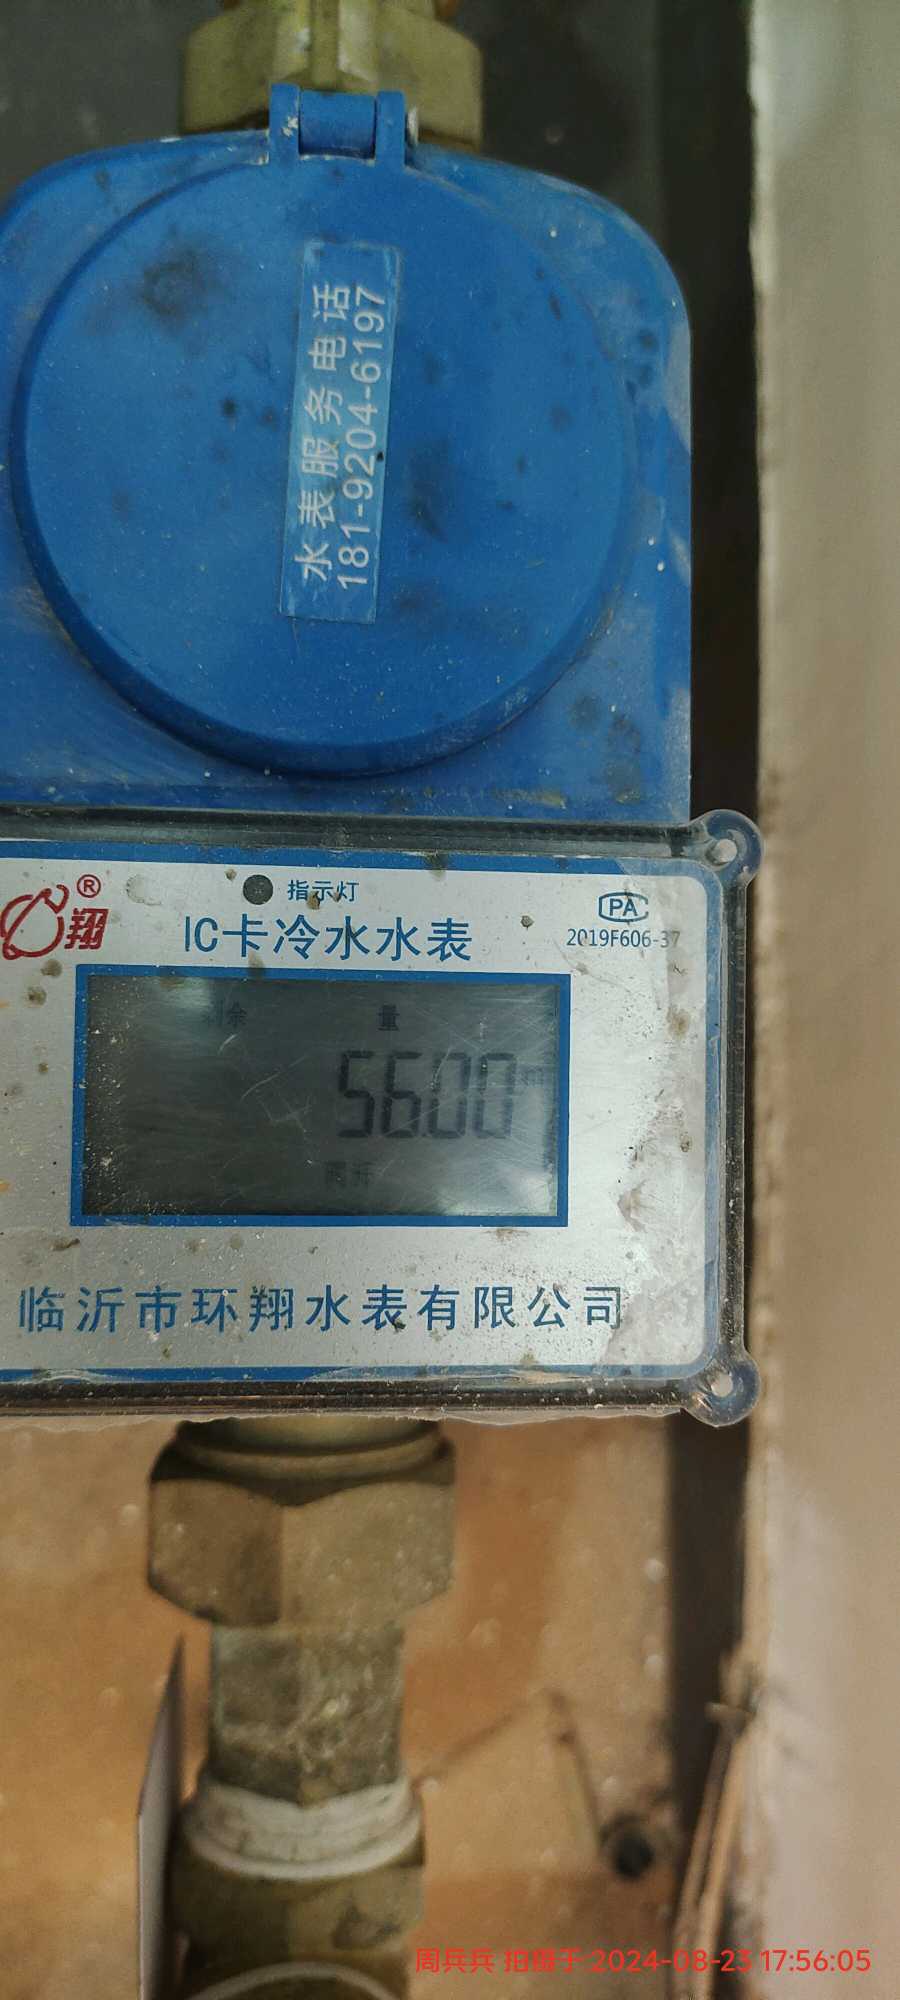 水表服务电话
181-9204-6197
翔®
指示灯
IC卡冷水水表
PA
2019F606-37
剩余 量
56.00
阀开
临沂市环翔水表有限公司
周兵兵 拍摄于:2024-08-23 17:56:05